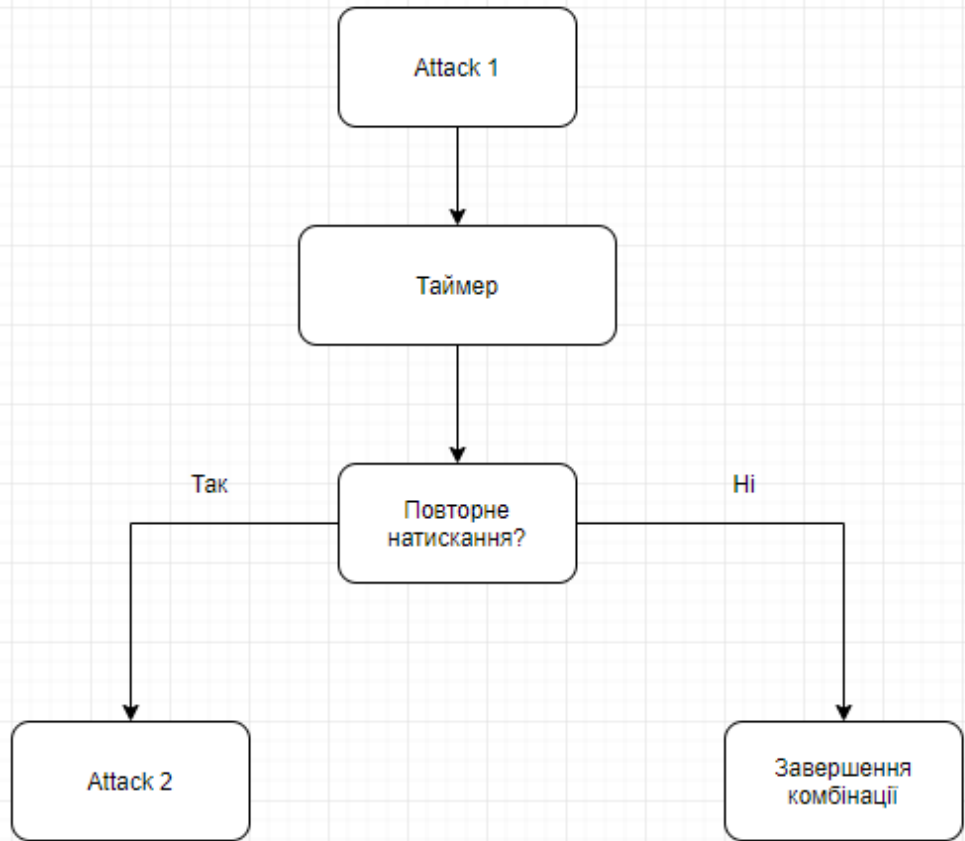 Attack 1
Таймер
Так
Ні
Повторне
натискання?
Attack 2
Завершення
комбінації